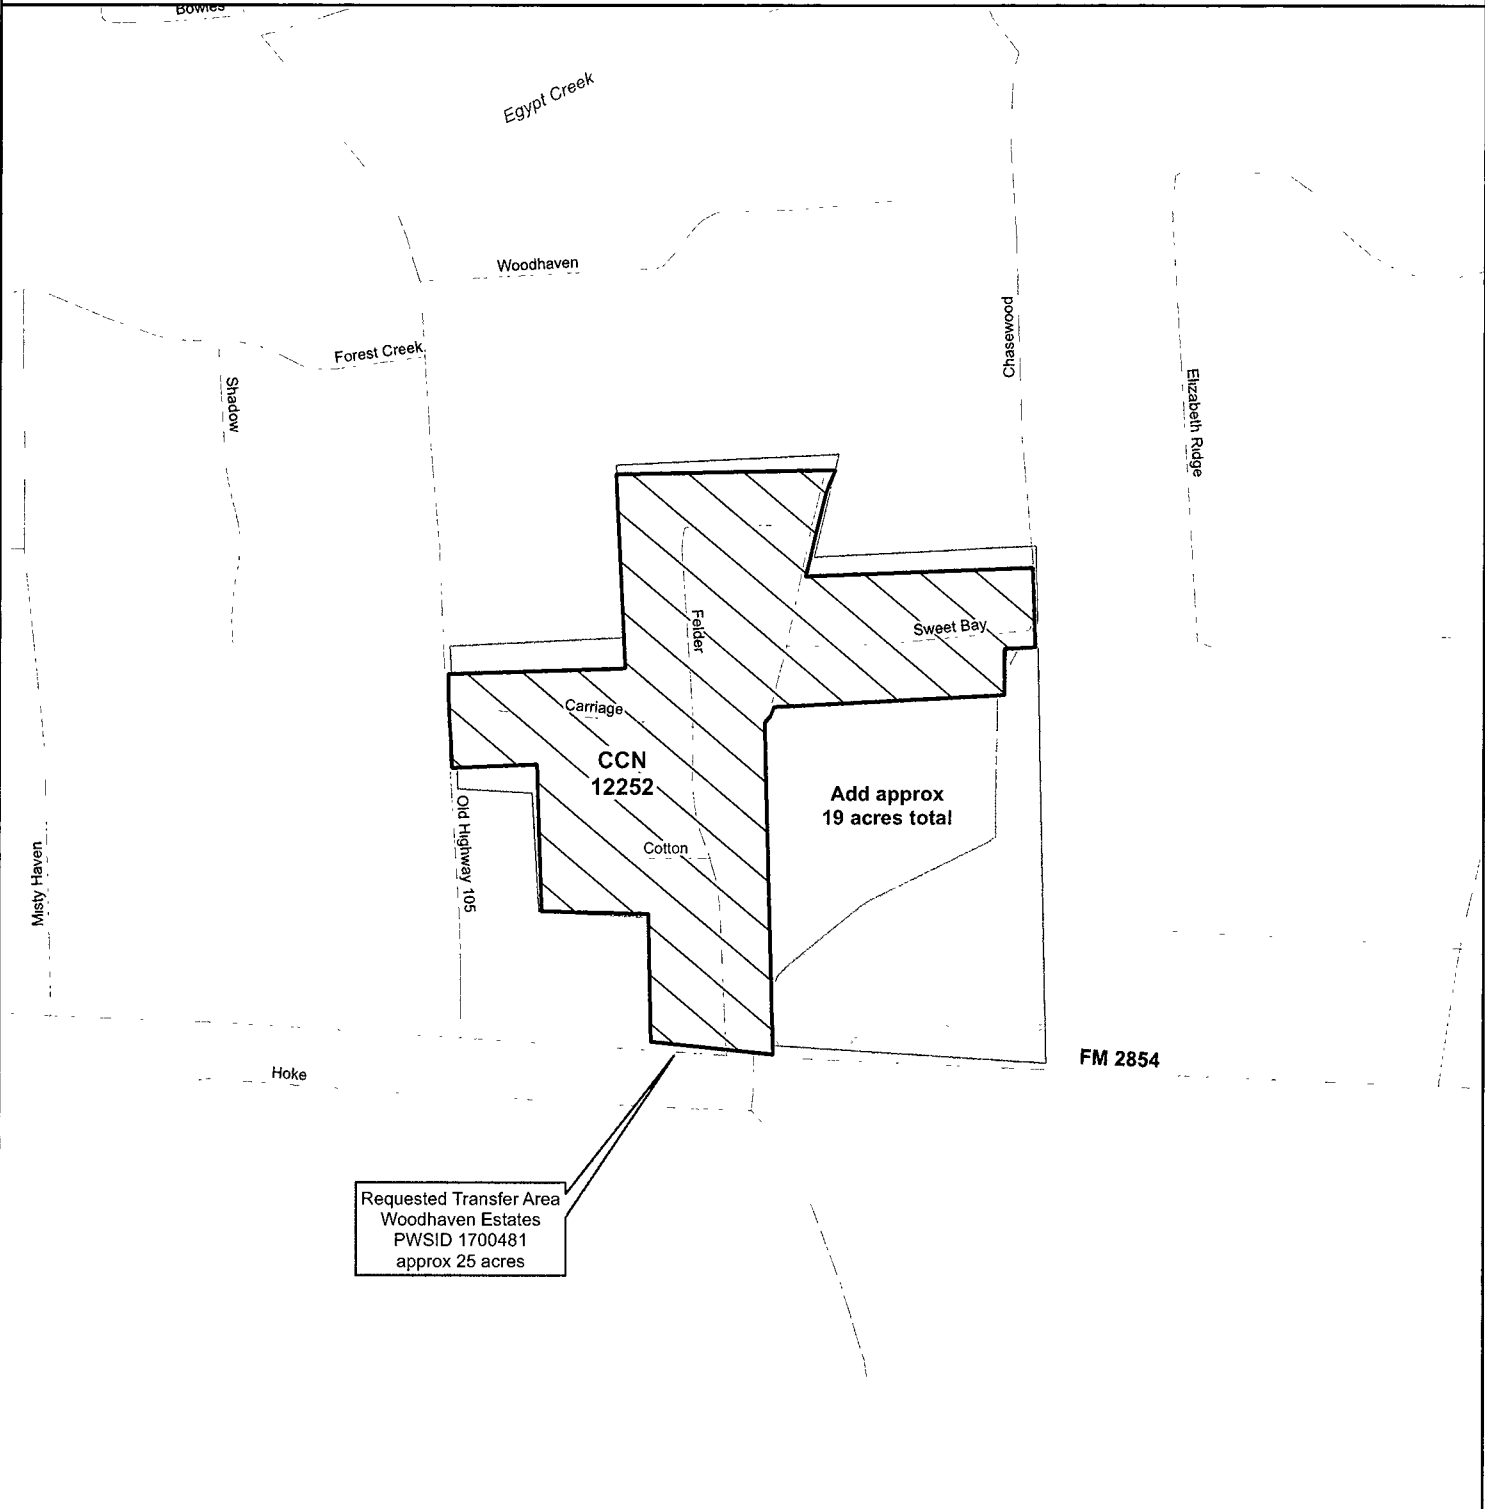 Bowles
Egypt Creek
Woodhaven
Chasewood
Forest Creek
Shadow
Elizabeth Ridge
Felder
Sweet Bay
Carriage
CCN
12252
Add approx
19 acres total
Old Highway 105
Cotton
Misty Haven
FM 2854
Hoke
Requested Transfer Area
Woodhaven Estates
PWSID 1700481
approx 25 acres